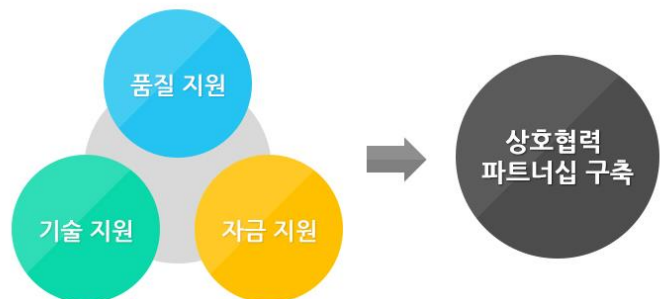 품질 지원
기술 지원
자금 지원
상호협력
파트너십 구축